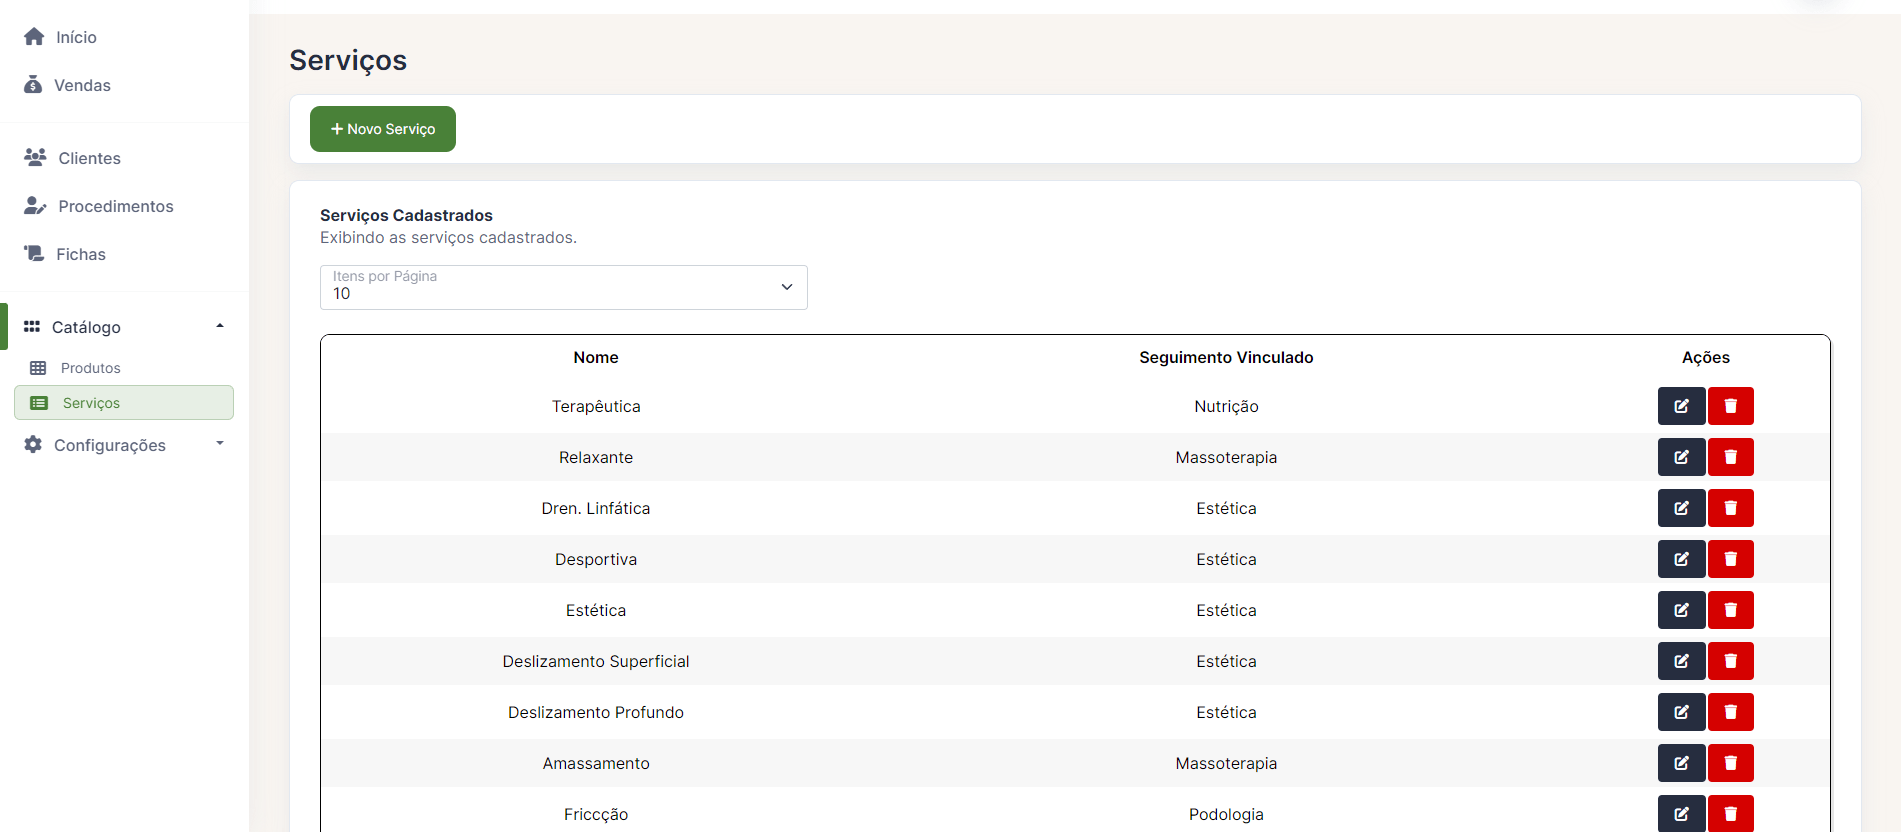 Início
Vendas
Clientes
Procedimentos
Fichas
Catálogo
Produtos
Serviços
Configurações
Serviços
+ Novo Serviço
Serviços Cadastrados
Exibindo as serviços cadastrados.
Itens por Página
10
Nome Seguimento Vinculado Ações
Terapêutica Nutrição
Relaxante Massoterapia
Dren. Linfática Estética
Desportiva Estética
Estética Estética
Deslizamento Superficial Estética
Deslizamento Profundo Estética
Amassamento Massoterapia
Fricção Podologia